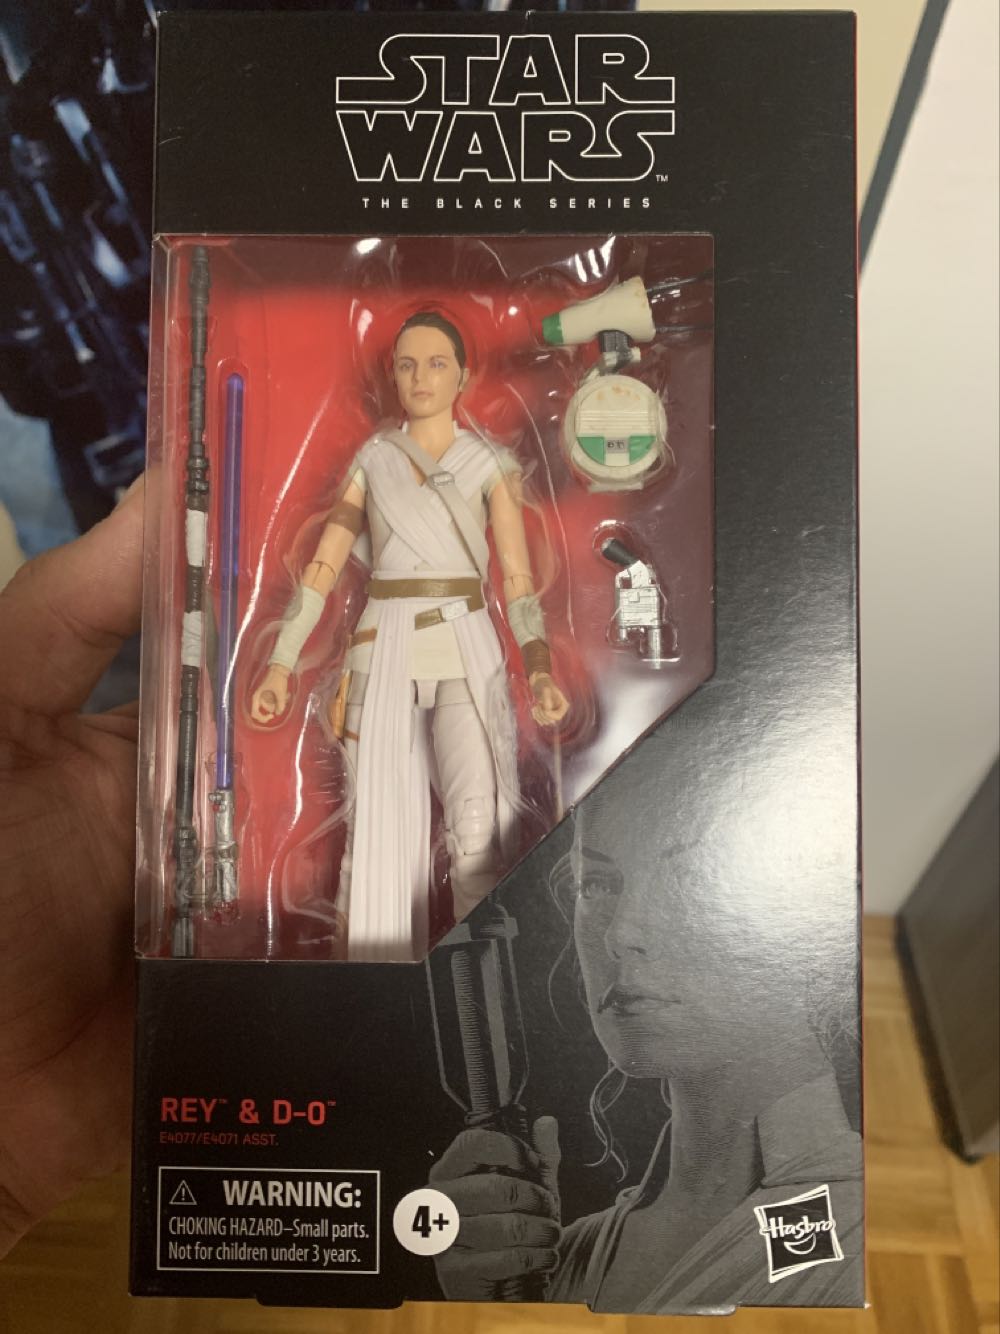 STAR
WARS™
THE BLACK SERIES
REY™ & D-O™
E4077/E4071 ASST.
WARNING:
CHOKING HAZARD–Small parts.
Not for children under 3 years.
4+
Hasbro